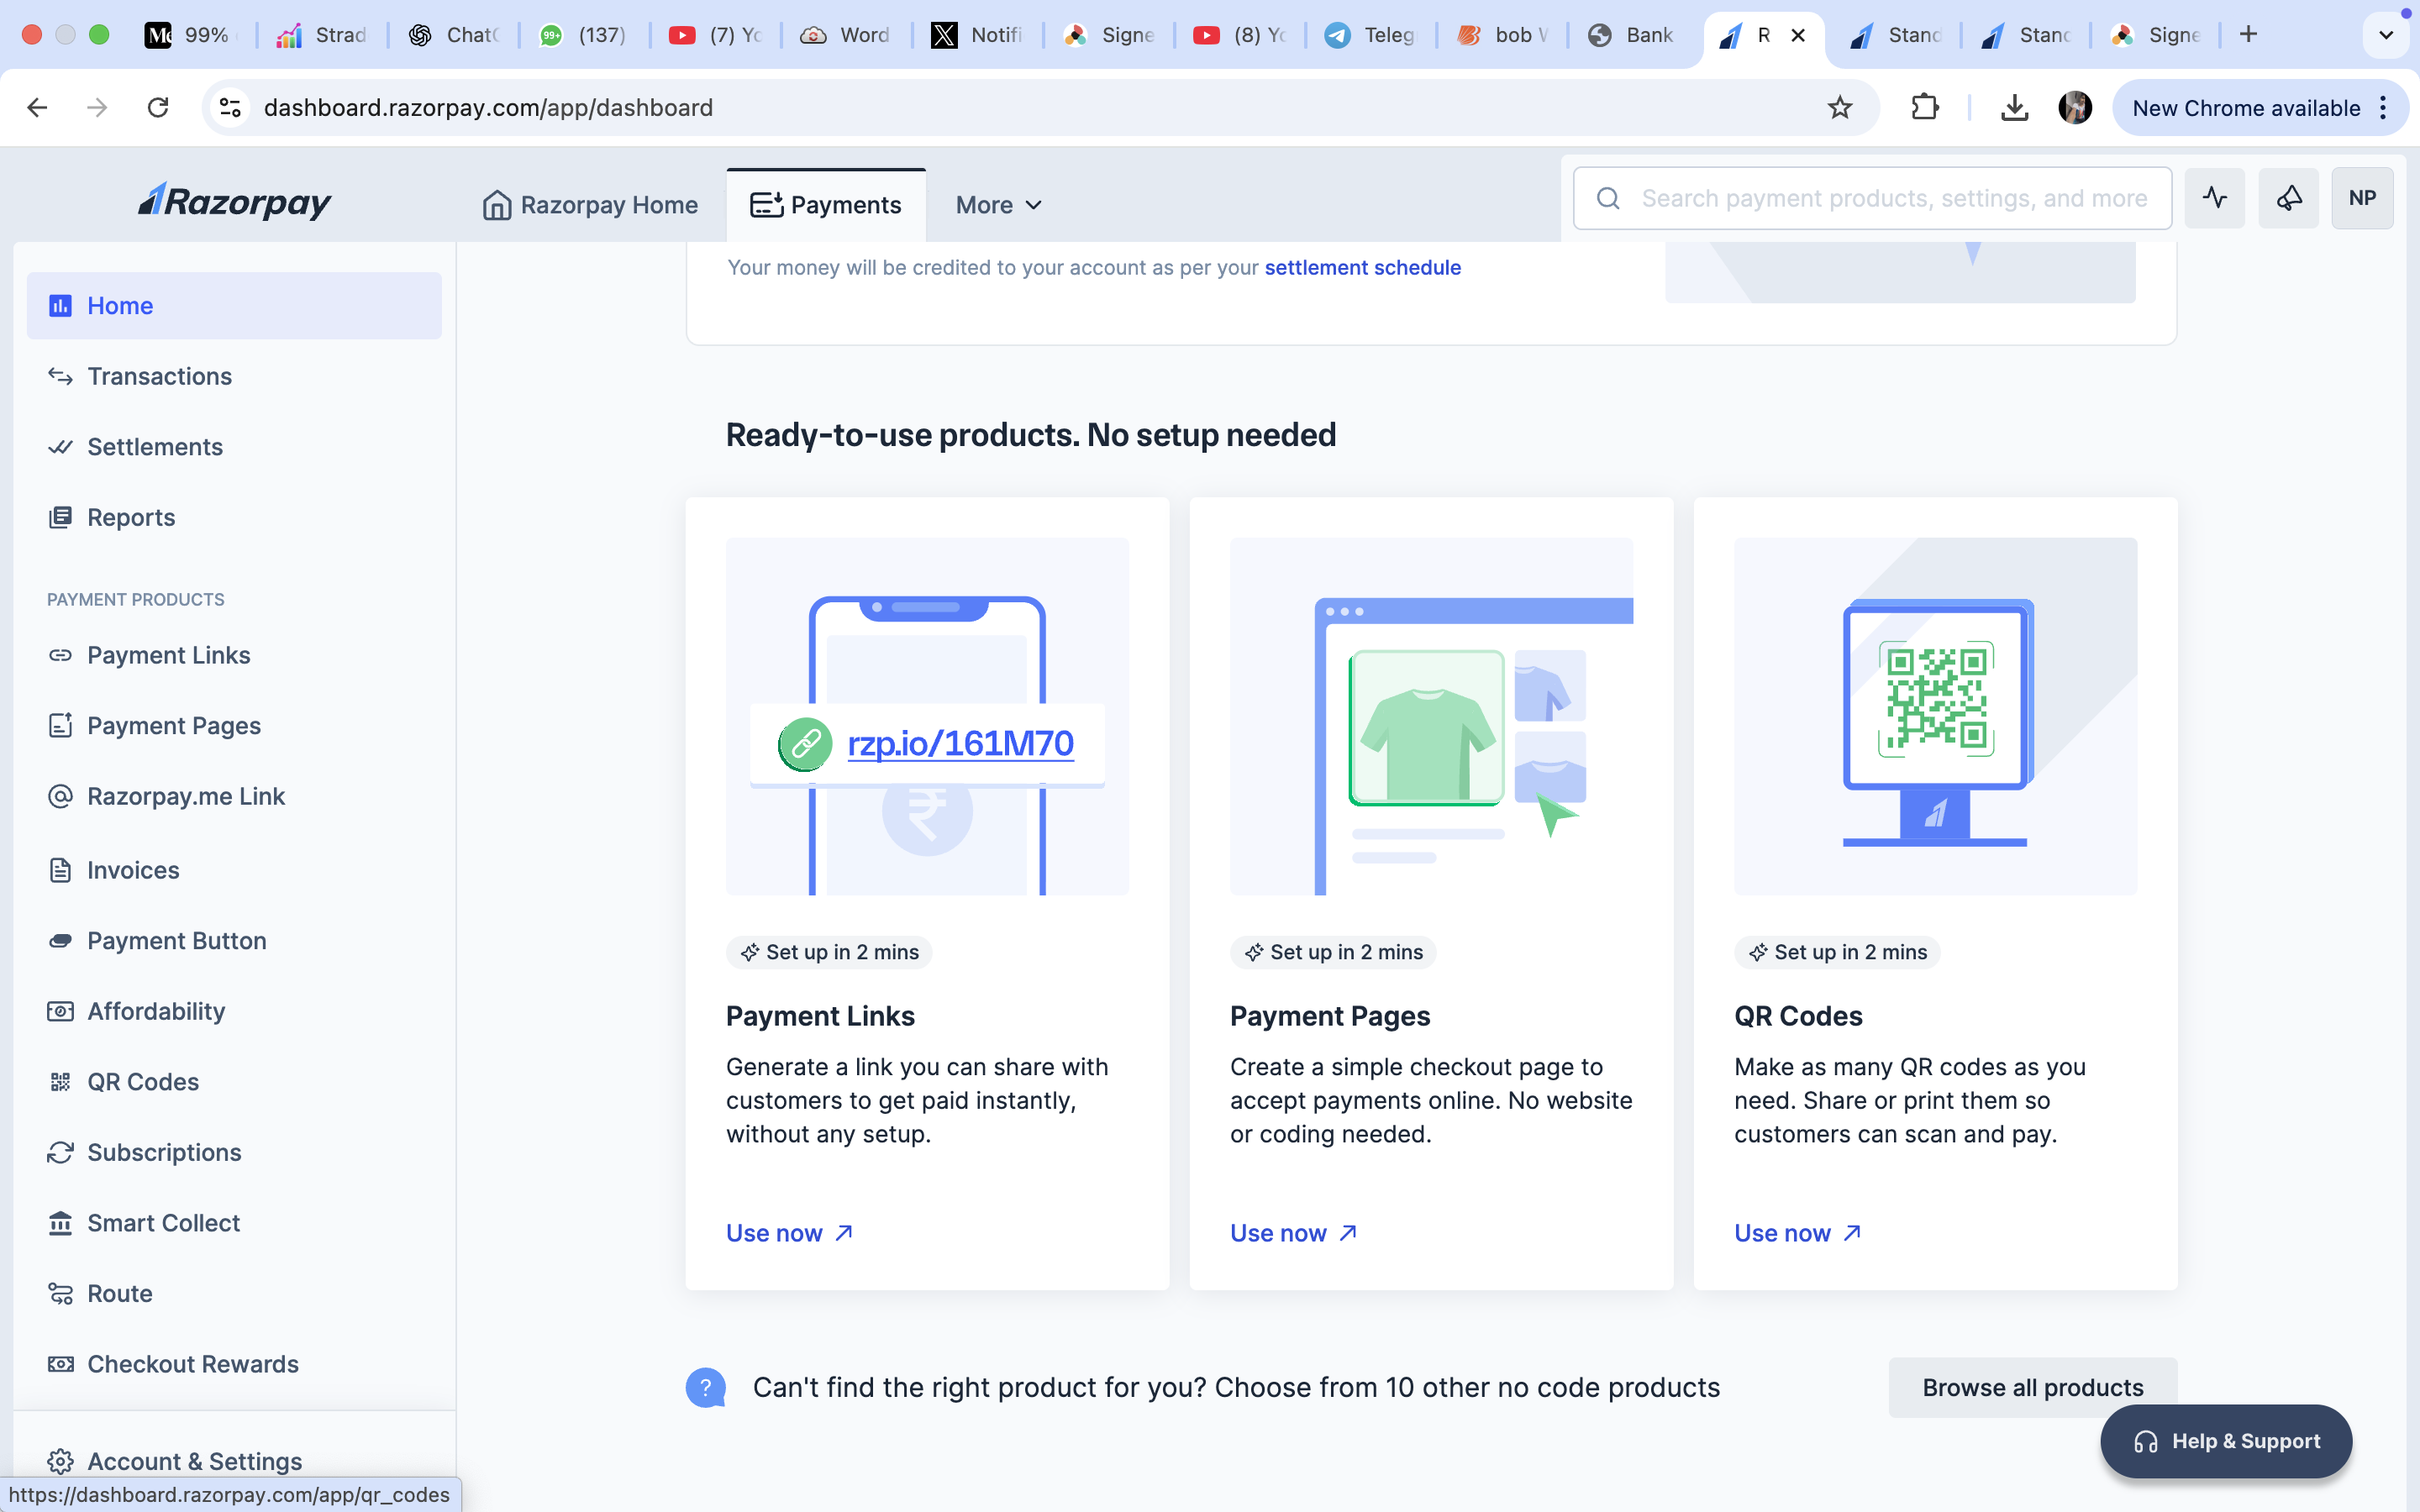 99%
Strad
ChatG
(137)
(7) Yo
Word
Notifi
Signe
(8) Yo
Teleg
bob W
Bank
R
Stand
Stand
Signe
dashboard.razorpay.com/app/dashboard
New Chrome available
Razorpay
Razorpay Home
Payments
More
Search payment products, settings, and more
NP
Home
Transactions
Settlements
Reports
PAYMENT PRODUCTS
Payment Links
Payment Pages
Razorpay.me Link
Invoices
Payment Button
Affordability
QR Codes
Subscriptions
Smart Collect
Route
Checkout Rewards
Account & Settings
https://dashboard.razorpay.com/app/qr_codes
Your money will be credited to your account as per your settlement schedule
Ready-to-use products. No setup needed
rzp.io/161M70
₹
Set up in 2 mins
Payment Links
Generate a link you can share with
customers to get paid instantly,
without any setup.
Use now
Set up in 2 mins
Payment Pages
Create a simple checkout page to
accept payments online. No website
or coding needed.
Use now
Set up in 2 mins
QR Codes
Make as many QR codes as you
need. Share or print them so
customers can scan and pay.
Use now
Can't find the right product for you? Choose from 10 other no code products
Browse all products
Help & Support